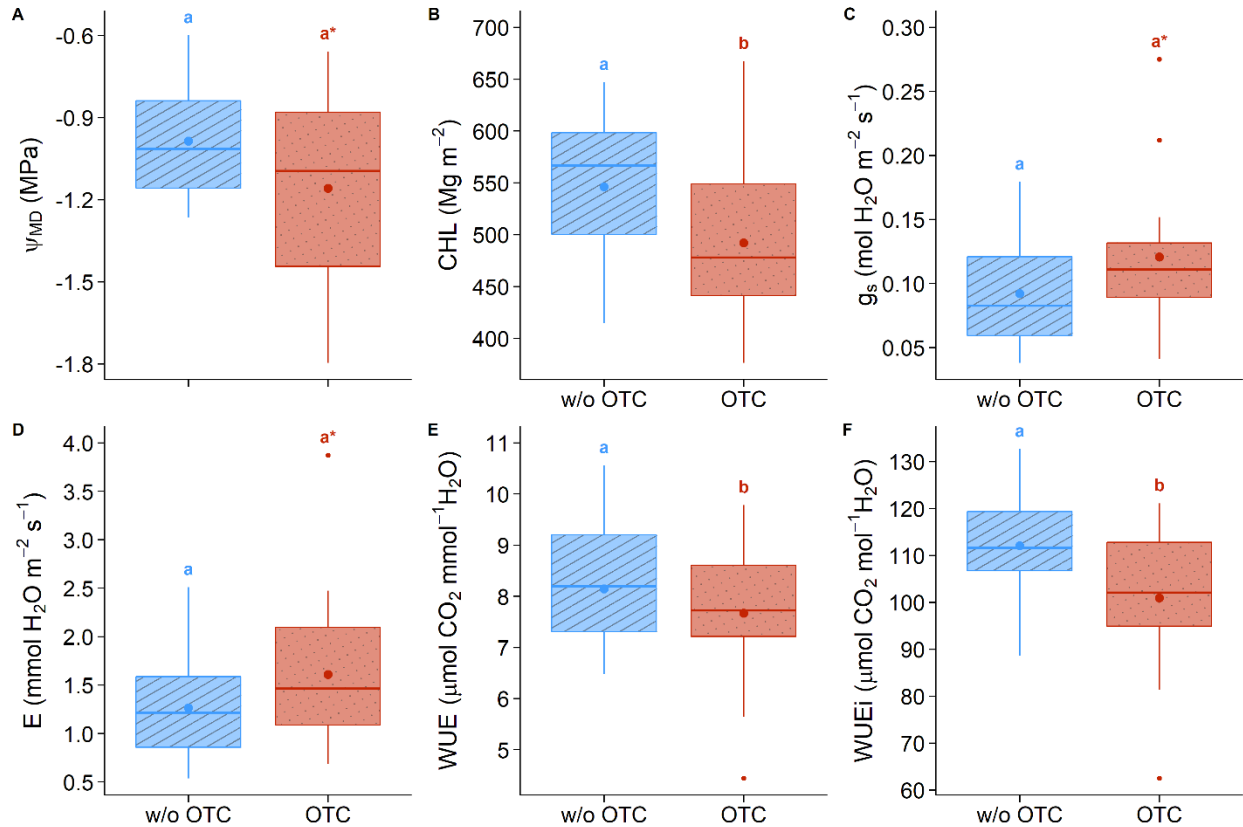 A
a
a*
-0.6
-0.9
-1.2
-1.5
-1.8
ψMD (MPa)
B
a
b
700
650
600
550
500
450
400
CHL (Mg m−2)
w/o OTC
OTC
C
a
a*
0.30
0.25
0.20
0.15
0.10
0.05
gs (mol H2O m−2 s−1)
w/o OTC
OTC
D
a
a*
4.0
3.5
3.0
2.5
2.0
1.5
1.0
0.5
E (mmol H2O m−2 s−1)
w/o OTC
OTC
E
a
b
11
10
9
8
7
6
5
WUE (μmol CO2 mmol−1H2O)
w/o OTC
OTC
F
a
b
130
120
110
100
90
80
70
60
WUEi (μmol CO2 mol−1H2O)
w/o OTC
OTC